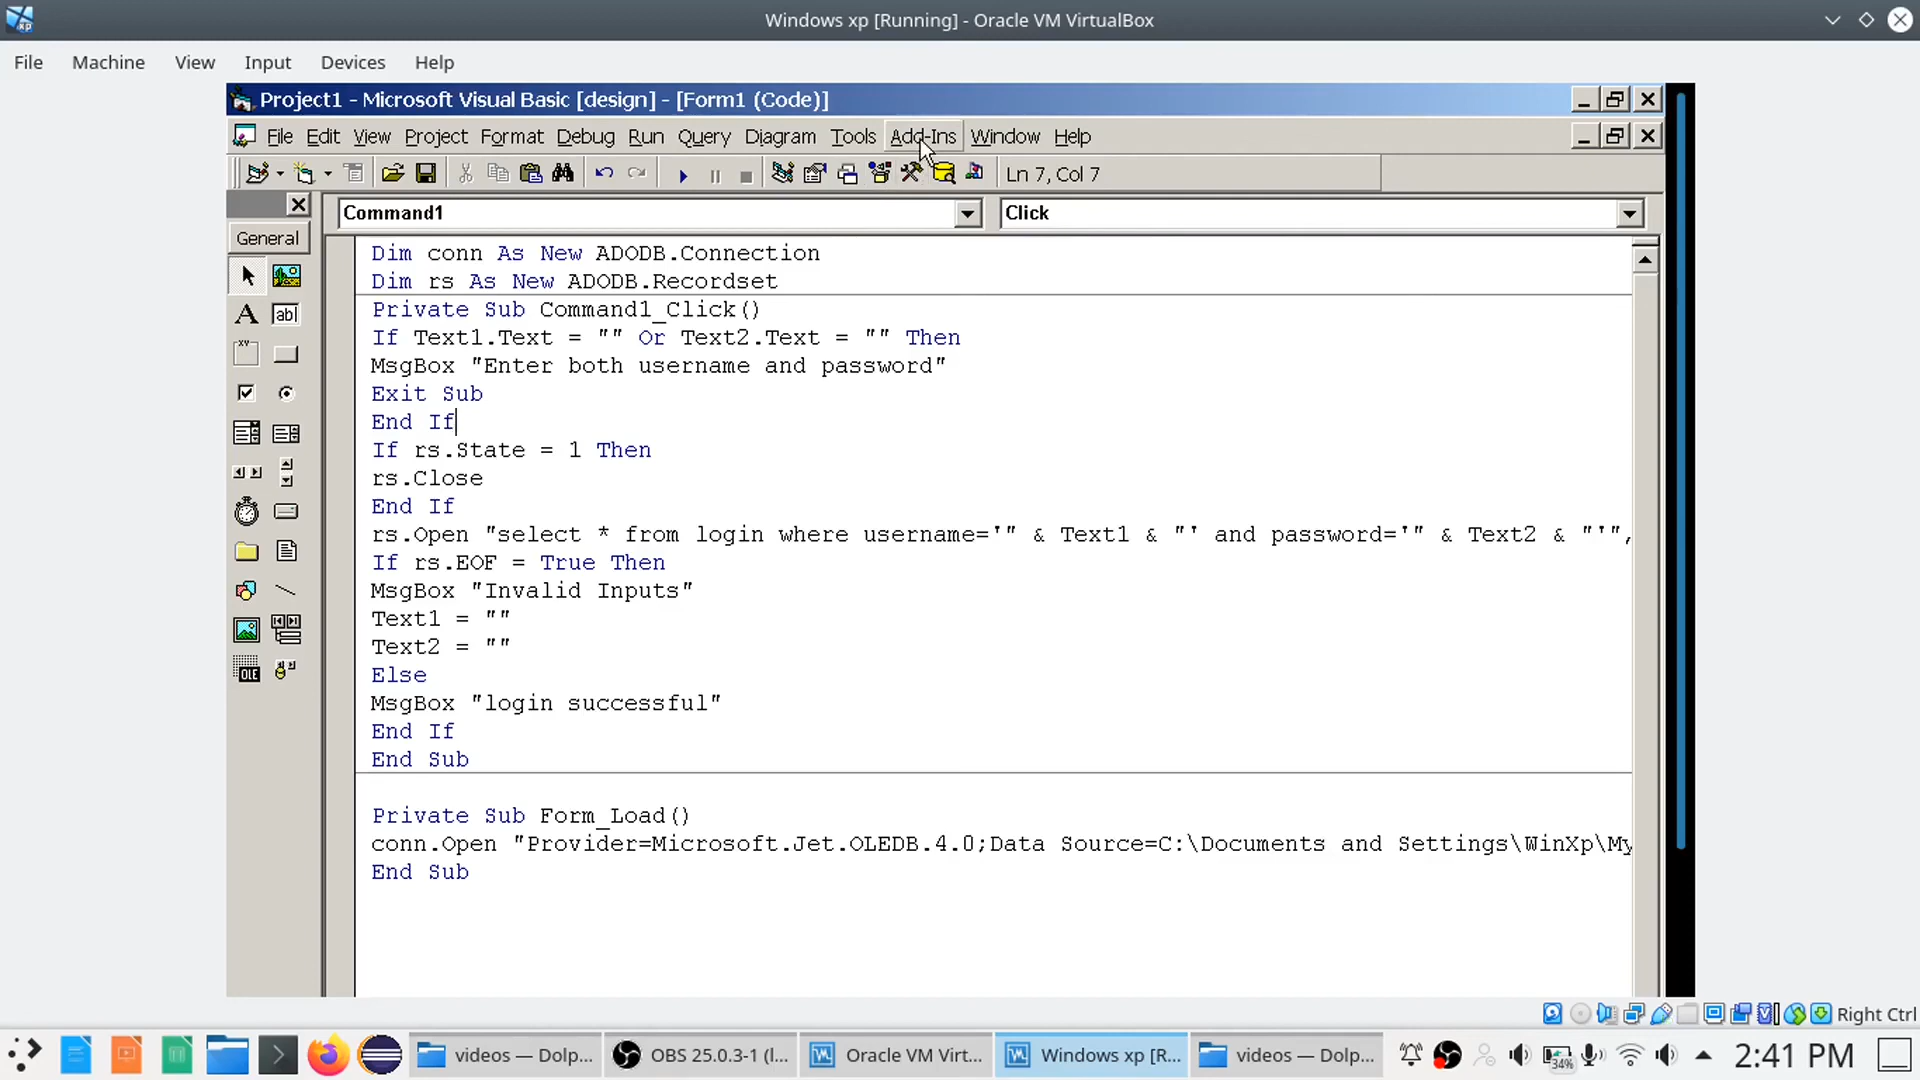 Windows xp [Running] - Oracle VM VirtualBox
File Machine View Input Devices Help
Project1 - Microsoft Visual Basic [design] - [Form1 (Code)]
File Edit View Project Format Debug Run Query Diagram Tools Add-Ins Window Help
Ln 7, Col 7
Command1 Click
General
Dim conn As New ADODB.Connection
Dim rs As New ADODB.Recordset
Private Sub Command1_Click()
If Text1.Text = "" Or Text2.Text = "" Then
MsgBox "Enter both username and password"
Exit Sub
End If
If rs.State = 1 Then
rs.Close
End If
rs.Open "select * from login where username='" & Text1 & "' and password='" & Text2 & "'",
If rs.EOF = True Then
MsgBox "Invalid Inputs"
Text1 = ""
Text2 = ""
Else
MsgBox "login successful"
End If
End Sub
Private Sub Form_Load()
conn.Open "Provider=Microsoft.Jet.OLEDB.4.0;Data Source=C:\Documents and Settings\WinXp\My
End Sub
Right Ctrl
videos — Dolp... OBS 25.0.3-1 (l... Oracle VM Virt... Windows xp [R... videos — Dolp... 34% 2:41 PM